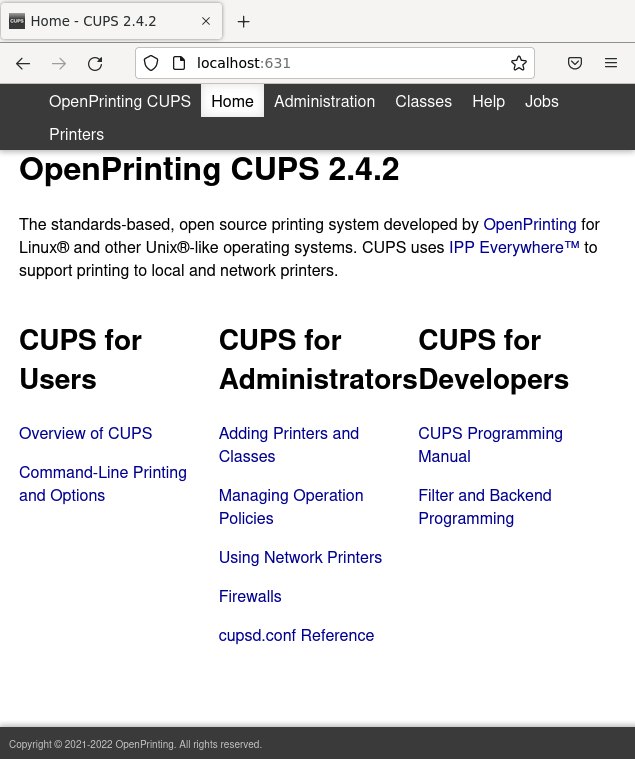 CUPS
Home - CUPS 2.4.2
localhost:631
OpenPrinting CUPS Home Administration Classes Help Jobs
Printers
OpenPrinting CUPS 2.4.2
The standards-based, open source printing system developed by OpenPrinting for
Linux® and other Unix®-like operating systems. CUPS uses IPP Everywhere™ to
support printing to local and network printers.
CUPS for
Users
Overview of CUPS
Command-Line Printing
and Options
CUPS for
Administrators
Adding Printers and
Classes
Managing Operation
Policies
Using Network Printers
Firewalls
cupsd.conf Reference
CUPS for
Developers
CUPS Programming
Manual
Filter and Backend
Programming
Copyright © 2021-2022 OpenPrinting. All rights reserved.